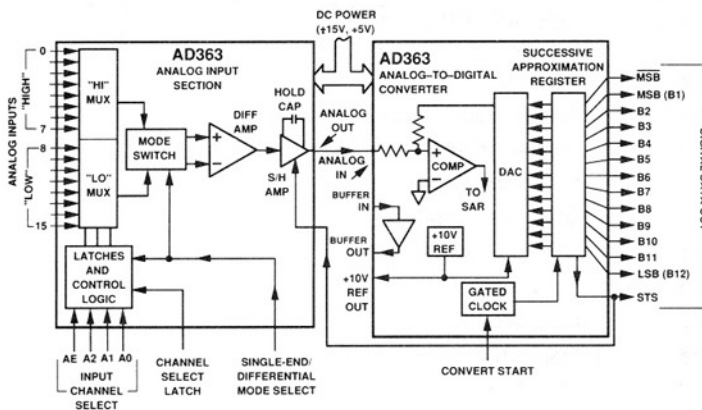 DC POWER
(±15V, +5V)
AD363
ANALOG INPUT
SECTION
0
"HIGH"
"HI"
MUX
7
8
ANALOG INPUTS
"LOW"
"LO"
MUX
15
MODE
SWITCH
DIFF
AMP
+
−
HOLD
CAP
S/H
AMP
LATCHES
AND
CONTROL
LOGIC
AE A2 A1 A0
INPUT
CHANNEL
SELECT
CHANNEL
SELECT
LATCH
SINGLE-END/
DIFFERENTIAL
MODE SELECT
ANALOG
OUT
ANALOG
IN
AD363
ANALOG–TO–DIGITAL
CONVERTER
SUCCESSIVE
APPROXIMATION
REGISTER
+
−
COMP
TO
SAR
DAC
BUFFER
IN
BUFFER
OUT
+10V
REF
+10V
REF
OUT
GATED
CLOCK
CONVERT START
MSB
MSB (B1)
B2
B3
B4
B5
B6
B7
B8
B9
B10
B11
LSB (B12)
STS